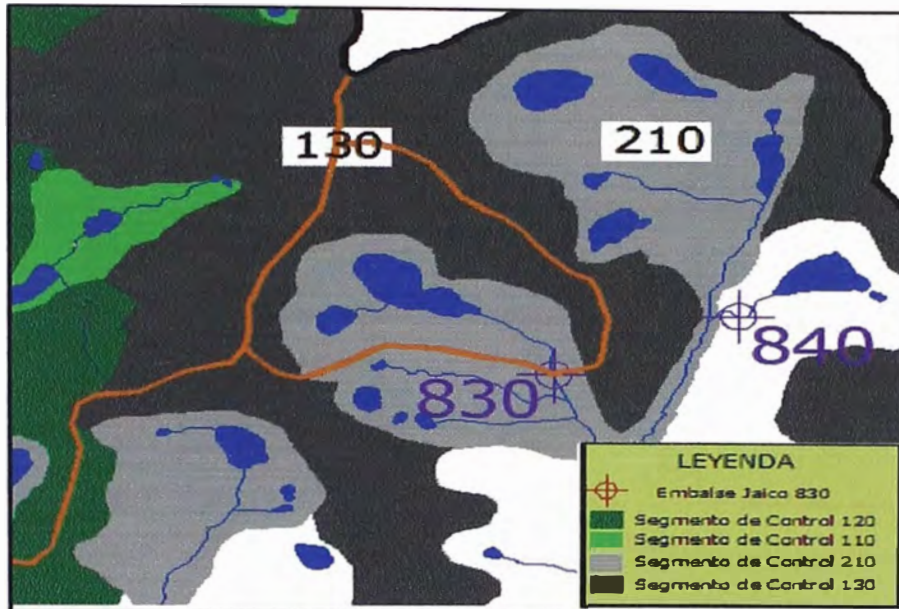 130
210
840
830
LEYENDA
Embalse Jaico 830
Segmento de Control 120
Segmento de Control 110
Segmento de Control 210
Segmento de Control 130